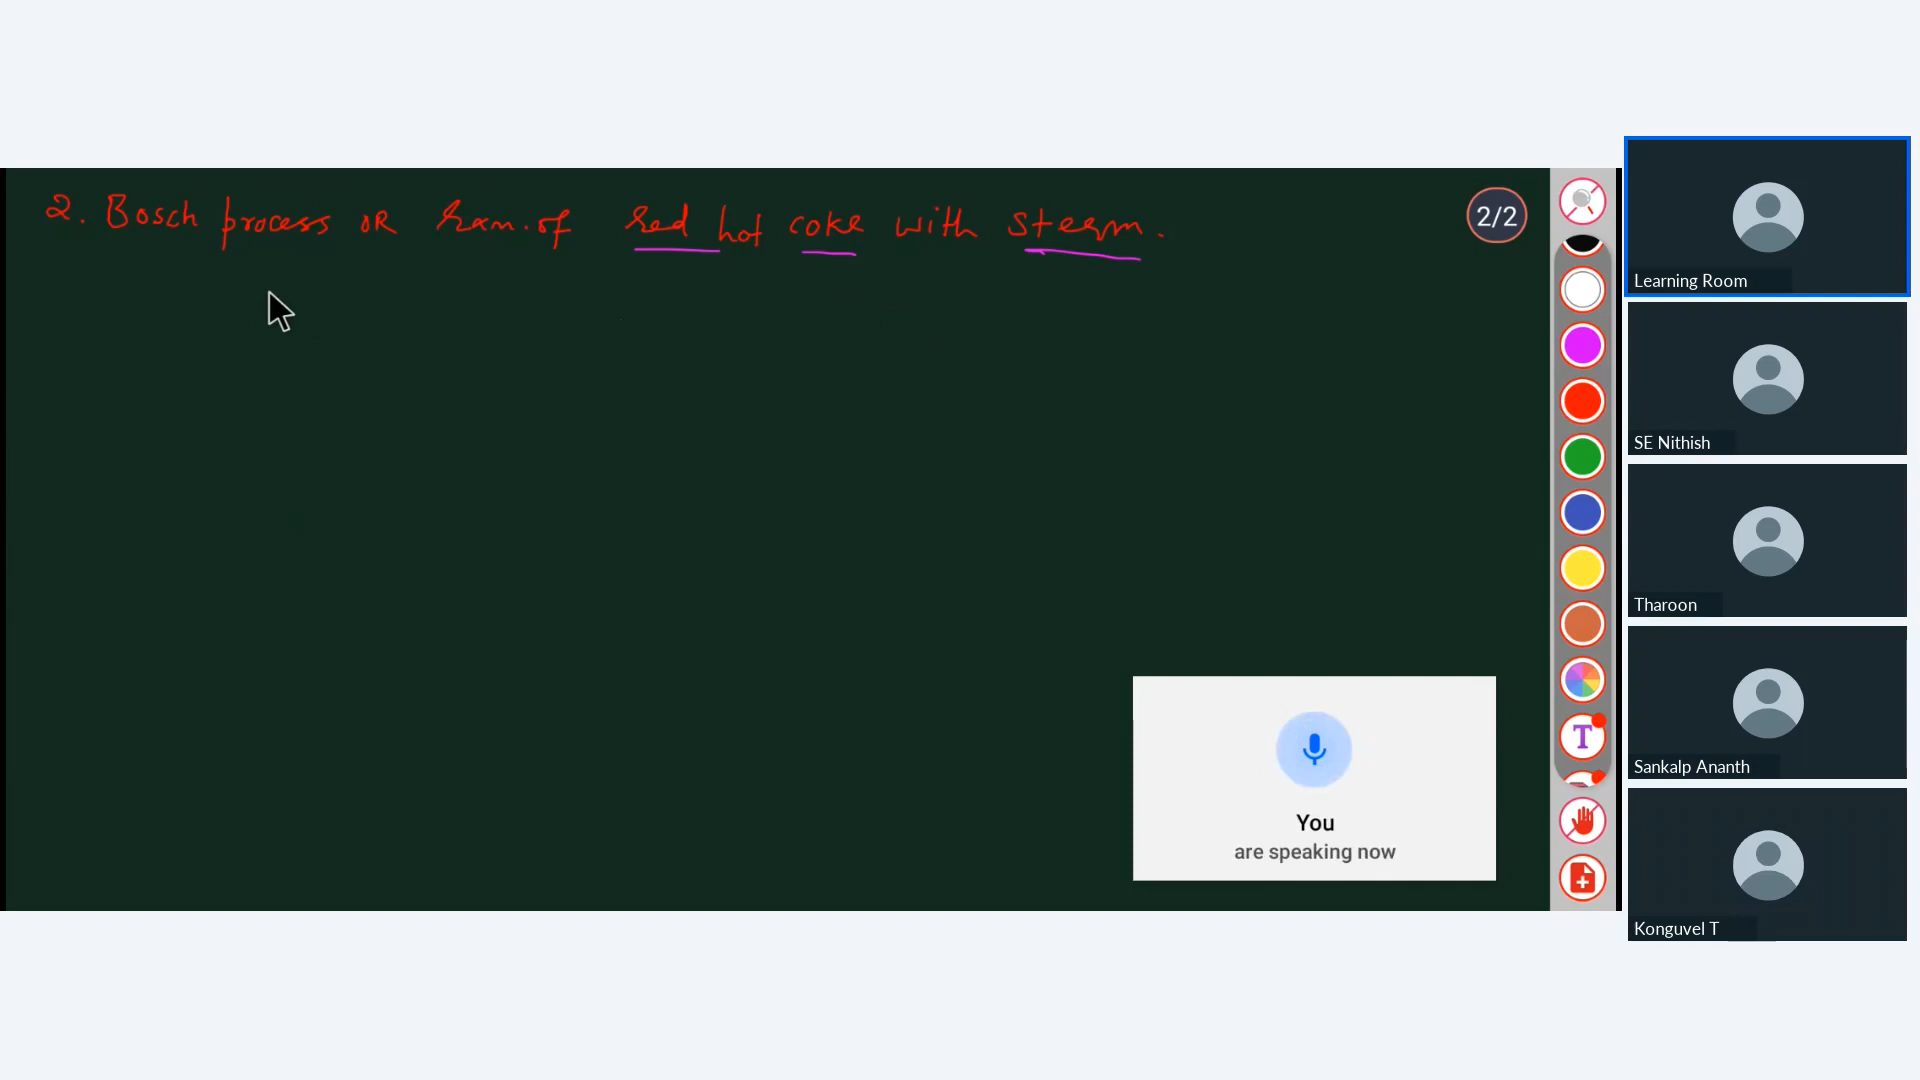 2. Bosch process OR rxn. of red hot coke with steam.
2/2
T
You
are speaking now
Learning Room
SE Nithish
Tharoon
Sankalp Ananth
Konguvel T